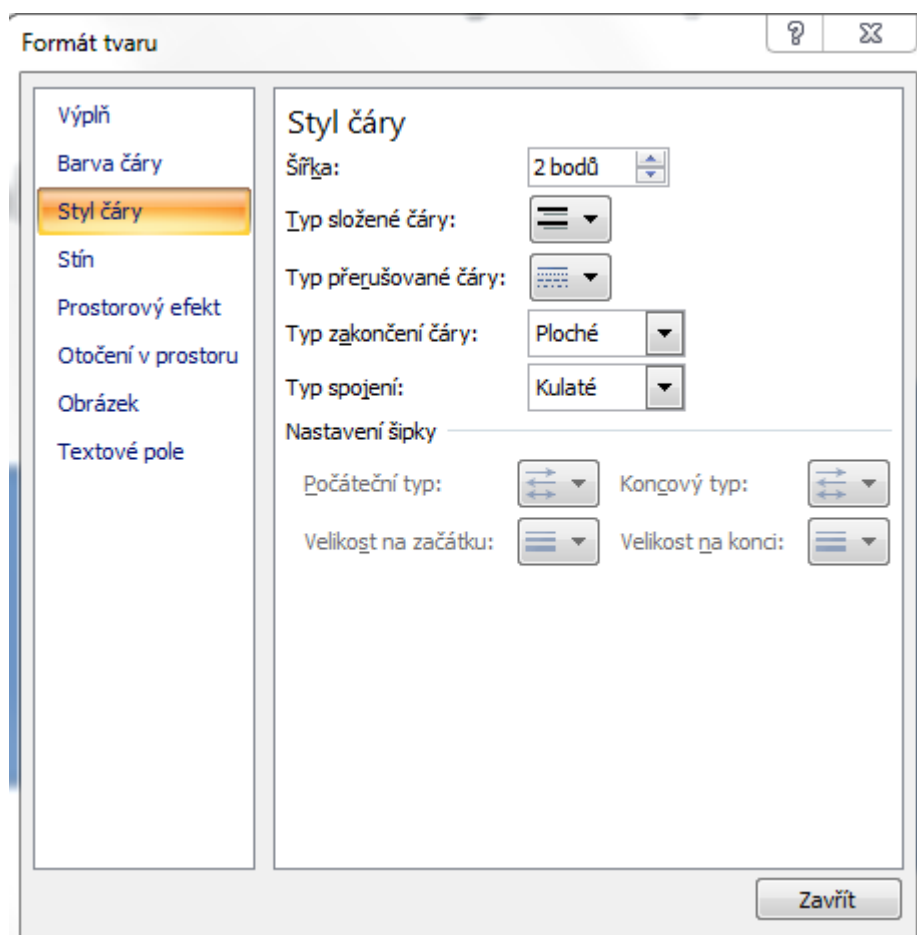 Formát tvaru
Výplň
Barva čáry
Styl čáry
Stín
Prostorový efekt
Otočení v prostoru
Obrázek
Textové pole
Styl čáry
Šířka: 2 bodů
Typ složené čáry:
Typ přerušované čáry:
Typ zakončení čáry: Ploché
Typ spojení: Kulaté
Nastavení šipky
Počáteční typ: Koncový typ:
Velikost na začátku: Velikost na konci:
Zavřít